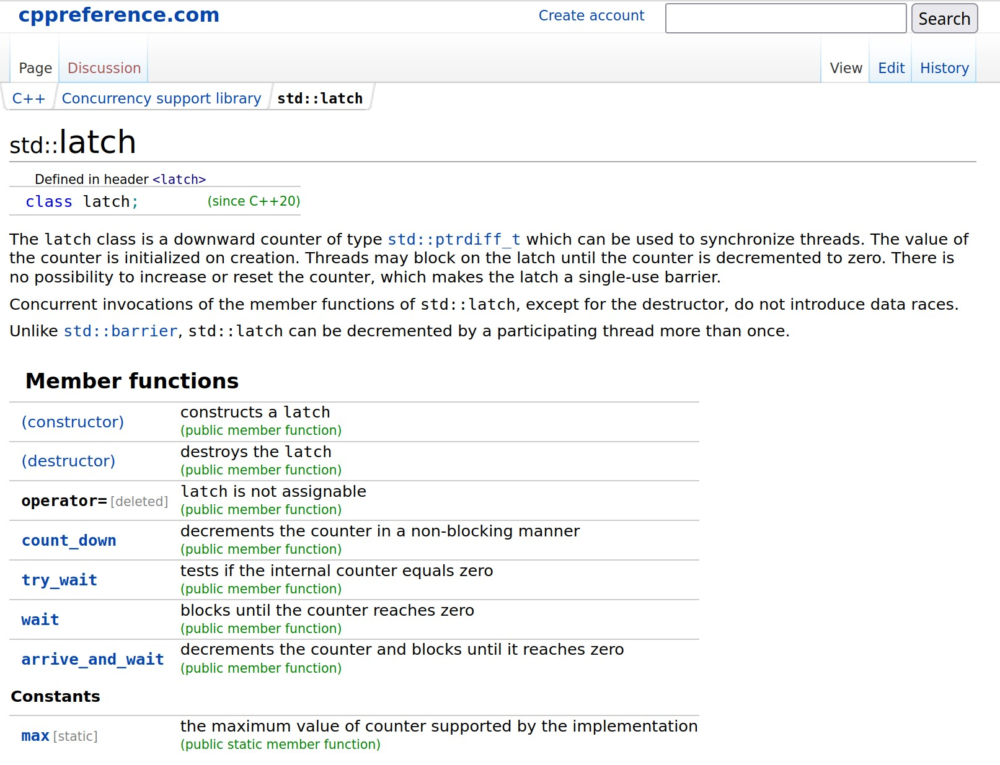 cppreference.com
Create account
Search
Page
Discussion
View
Edit
History
C++
Concurrency support library
std::latch
std::latch
Defined in header <latch>
class latch;
(since C++20)
The latch class is a downward counter of type std::ptrdiff_t which can be used to synchronize threads. The value of
the counter is initialized on creation. Threads may block on the latch until the counter is decremented to zero. There is
no possibility to increase or reset the counter, which makes the latch a single-use barrier.
Concurrent invocations of the member functions of std::latch, except for the destructor, do not introduce data races.
Unlike std::barrier, std::latch can be decremented by a participating thread more than once.
Member functions
(constructor)
constructs a latch
(public member function)
(destructor)
destroys the latch
(public member function)
operator= [deleted]
latch is not assignable
(public member function)
count_down
decrements the counter in a non-blocking manner
(public member function)
try_wait
tests if the internal counter equals zero
(public member function)
wait
blocks until the counter reaches zero
(public member function)
arrive_and_wait
decrements the counter and blocks until it reaches zero
(public member function)
Constants
max [static]
the maximum value of counter supported by the implementation
(public static member function)